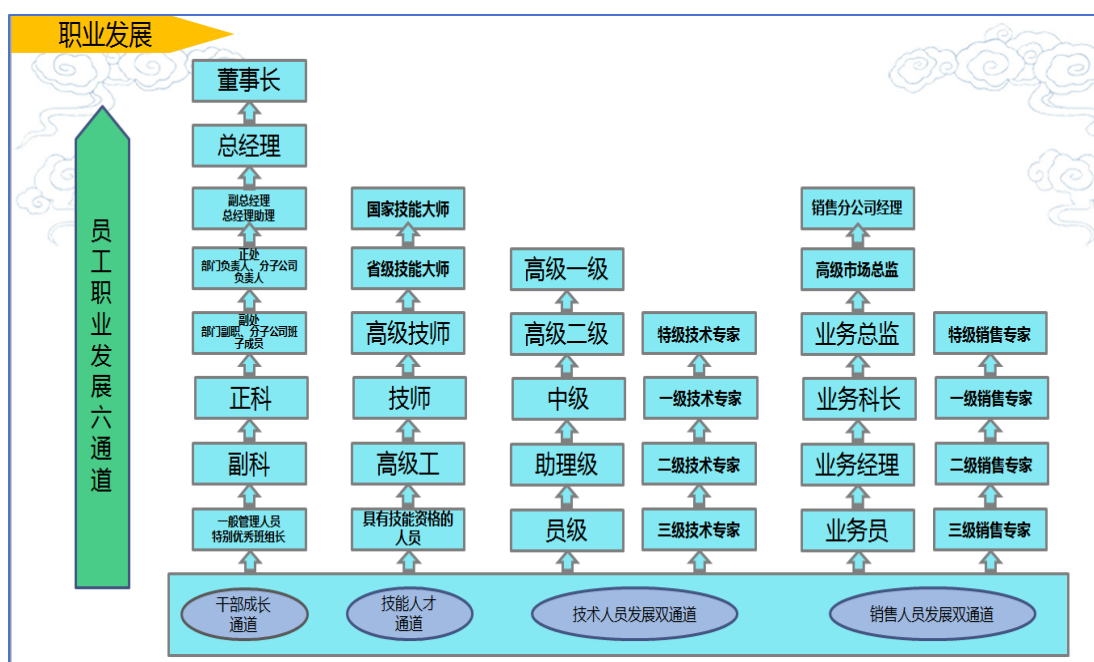 职业发展
员工职业发展六通道
董事长
总经理
副总经理
总经理助理
正处
部门负责人、分子公司
负责人
副处
部门副职、分子公司班
子成员
正科
副科
一般管理人员
特别优秀班组长
干部成长
通道
国家技能大师
省级技能大师
高级技师
技师
高级工
具有技能资格的
人员
技能人才
通道
高级一级
高级二级
中级
助理级
员级
特级技术专家
一级技术专家
二级技术专家
三级技术专家
技术人员发展双通道
销售分公司经理
高级市场总监
业务总监
业务科长
业务经理
业务员
特级销售专家
一级销售专家
二级销售专家
三级销售专家
销售人员发展双通道